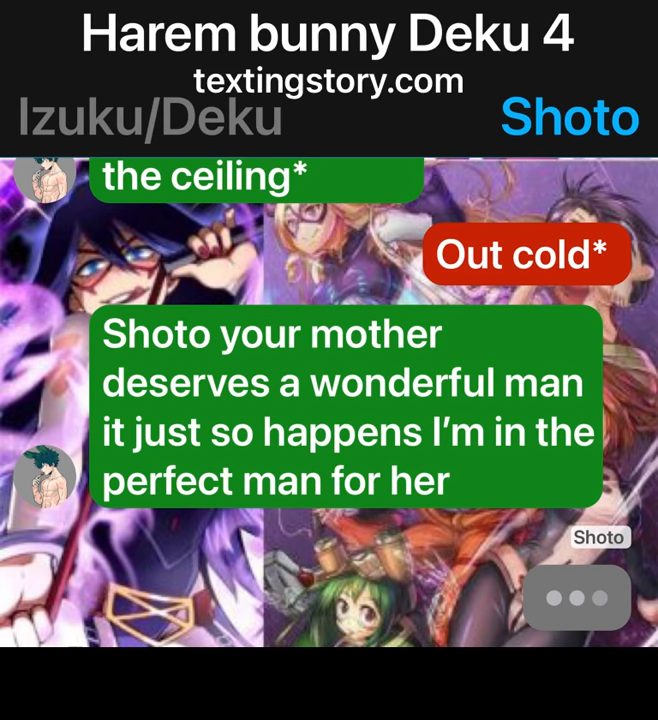 Harem bunny Deku 4
textingstory.com
Izuku/Deku
Shoto
the ceiling*
Out cold*
Shoto your mother
deserves a wonderful man
it just so happens I’m in the
perfect man for her
Shoto